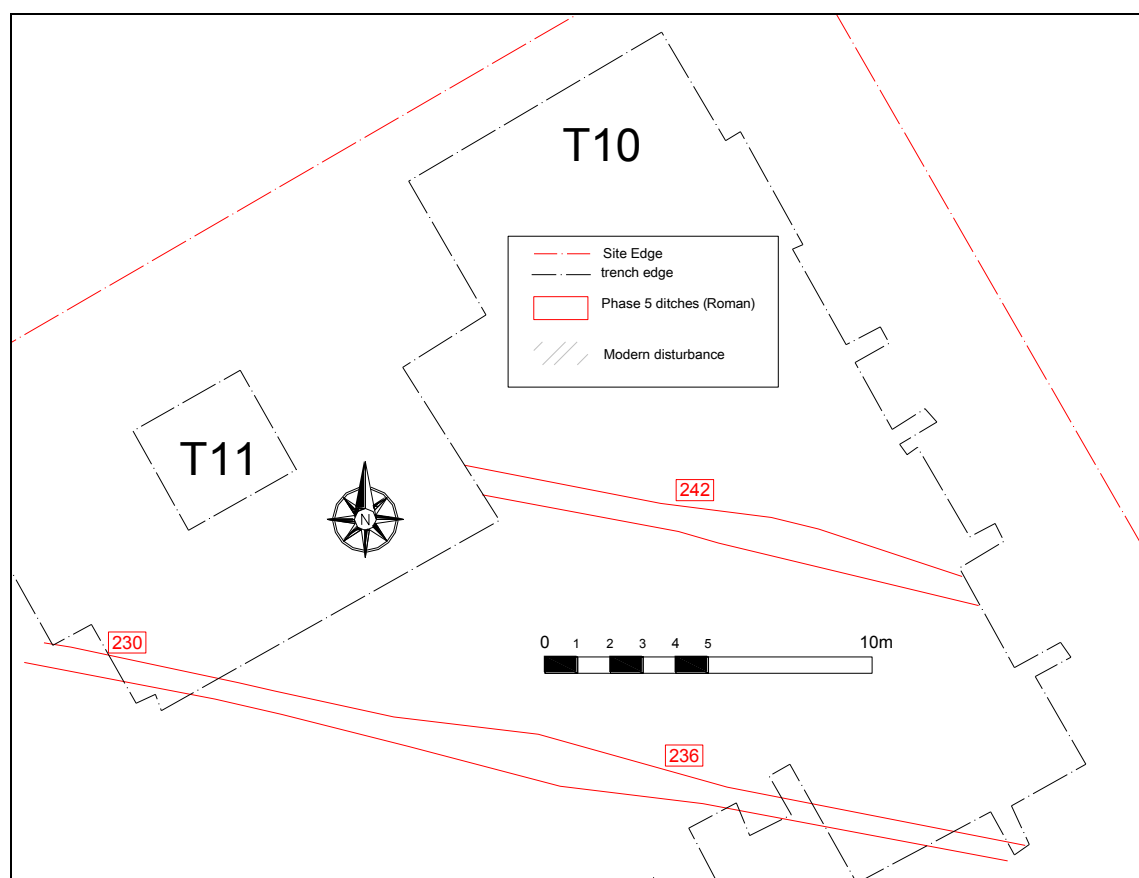 T10
Site Edge
trench edge
Phase 5 ditches (Roman)
Modern disturbance
T11
N
242
230
0 1 2 3 4 5 10m
236